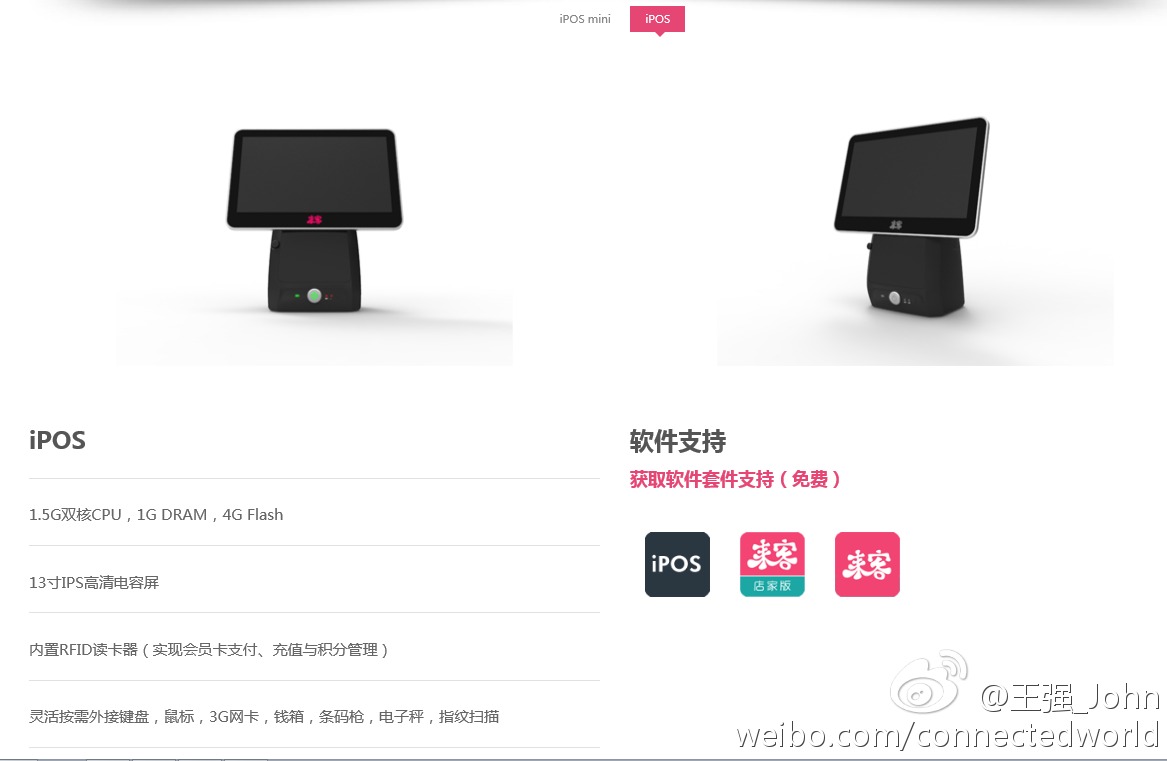 iPOS mini
iPOS
来客
来客
iPOS
1.5G双核CPU，1G DRAM，4G Flash
13寸IPS高清电容屏
内置RFID读卡器（实现会员卡支付、充值与积分管理）
灵活按需外接键盘，鼠标，3G网卡，钱箱，条码枪，电子秤，指纹扫描
软件支持
获取软件套件支持（免费）
iPOS
来客
店家版
来客
@王强_John
weibo.com/connectedworld